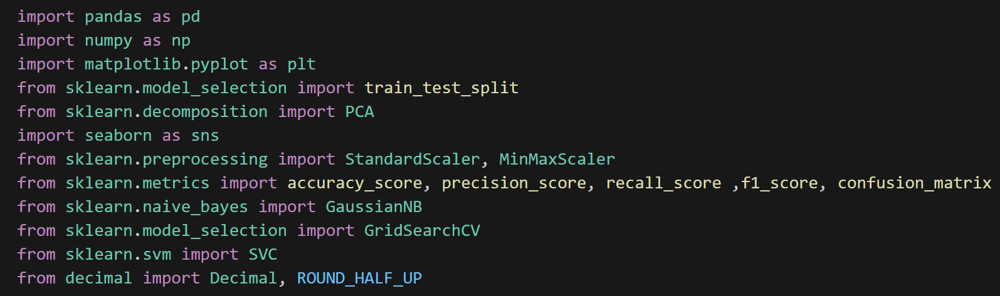 import pandas as pd
import numpy as np
import matplotlib.pyplot as plt
from sklearn.model_selection import train_test_split
from sklearn.decomposition import PCA
import seaborn as sns
from sklearn.preprocessing import StandardScaler, MinMaxScaler
from sklearn.metrics import accuracy_score, precision_score, recall_score ,f1_score, confusion_matrix
from sklearn.naive_bayes import GaussianNB
from sklearn.model_selection import GridSearchCV
from sklearn.svm import SVC
from decimal import Decimal, ROUND_HALF_UP